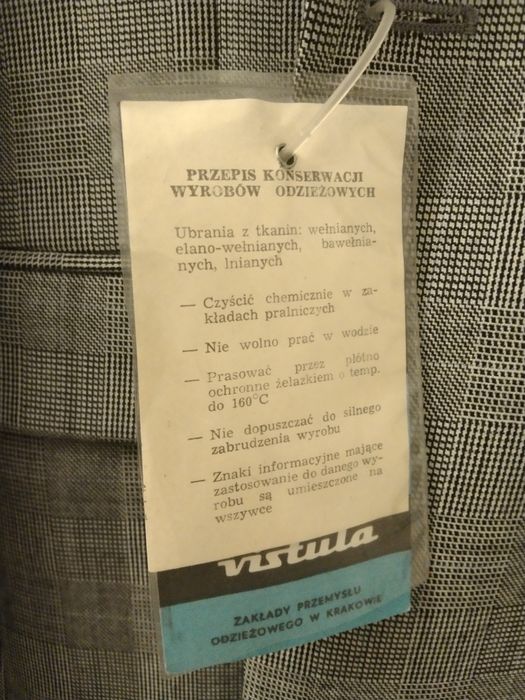 PRZEPIS KONSERWACJI
WYROBÓW ODZIEŻOWYCH
Ubrania z tkanin: wełnianych,
elano-wełnianych, bawełnia-
nych, lnianych
— Czyścić chemicznie w za-
kładach pralniczych
— Nie wolno prać w wodzie
— Prasować przez płótno
ochronne żelazkiem o temp.
do 160°C
— Nie dopuszczać do silnego
zabrudzenia wyrobu
— Znaki informacyjne mające
zastosowanie do danego wy-
robu są umieszczone na
wszywce
vistula
ZAKŁADY PRZEMYSŁU
ODZIEŻOWEGO W KRAKOWIE